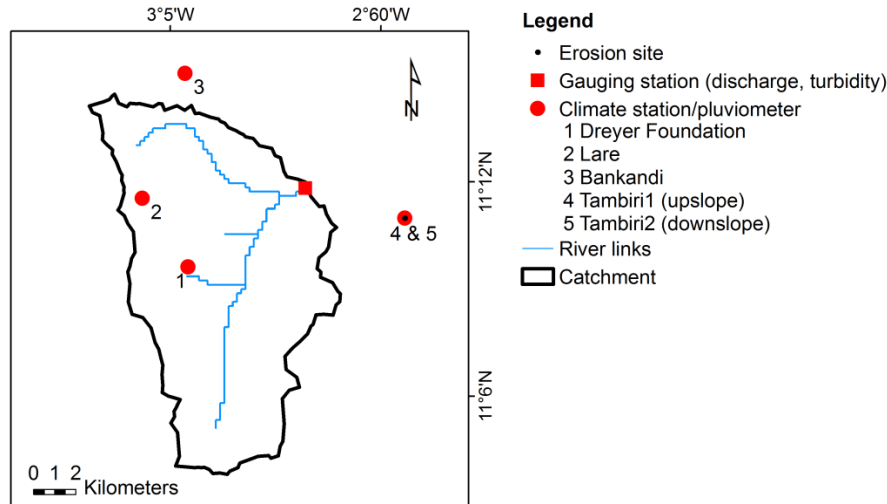 3°5'W
2°60'W
Legend
Erosion site
Gauging station (discharge, turbidity)
Climate station/pluviometer
1 Dreyer Foundation
2 Lare
3 Bankandi
4 Tambiri1 (upslope)
5 Tambiri2 (downslope)
River links
Catchment
3
N
11°12'N
2
4 & 5
1
11°6'N
0 1 2
Kilometers